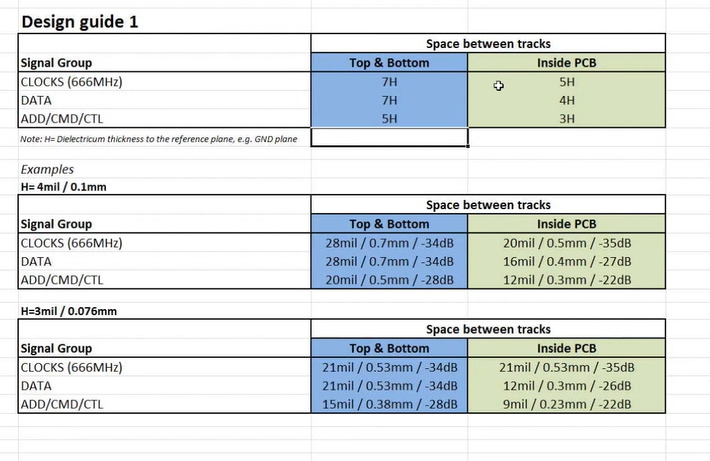 Design guide 1
Space between tracks
Signal Group Top & Bottom Inside PCB
CLOCKS (666MHz) 7H 5H
DATA 7H 4H
ADD/CMD/CTL 5H 3H
Note: H= Dielectricum thickness to the reference plane, e.g. GND plane
Examples
H= 4mil / 0.1mm
Space between tracks
Signal Group Top & Bottom Inside PCB
CLOCKS (666MHz) 28mil / 0.7mm / -34dB 20mil / 0.5mm / -35dB
DATA 28mil / 0.7mm / -34dB 16mil / 0.4mm / -27dB
ADD/CMD/CTL 20mil / 0.5mm / -28dB 12mil / 0.3mm / -22dB
H=3mil / 0.076mm
Space between tracks
Signal Group Top & Bottom Inside PCB
CLOCKS (666MHz) 21mil / 0.53mm / -34dB 21mil / 0.53mm / -35dB
DATA 21mil / 0.53mm / -34dB 12mil / 0.3mm / -26dB
ADD/CMD/CTL 15mil / 0.38mm / -28dB 9mil / 0.23mm / -22dB